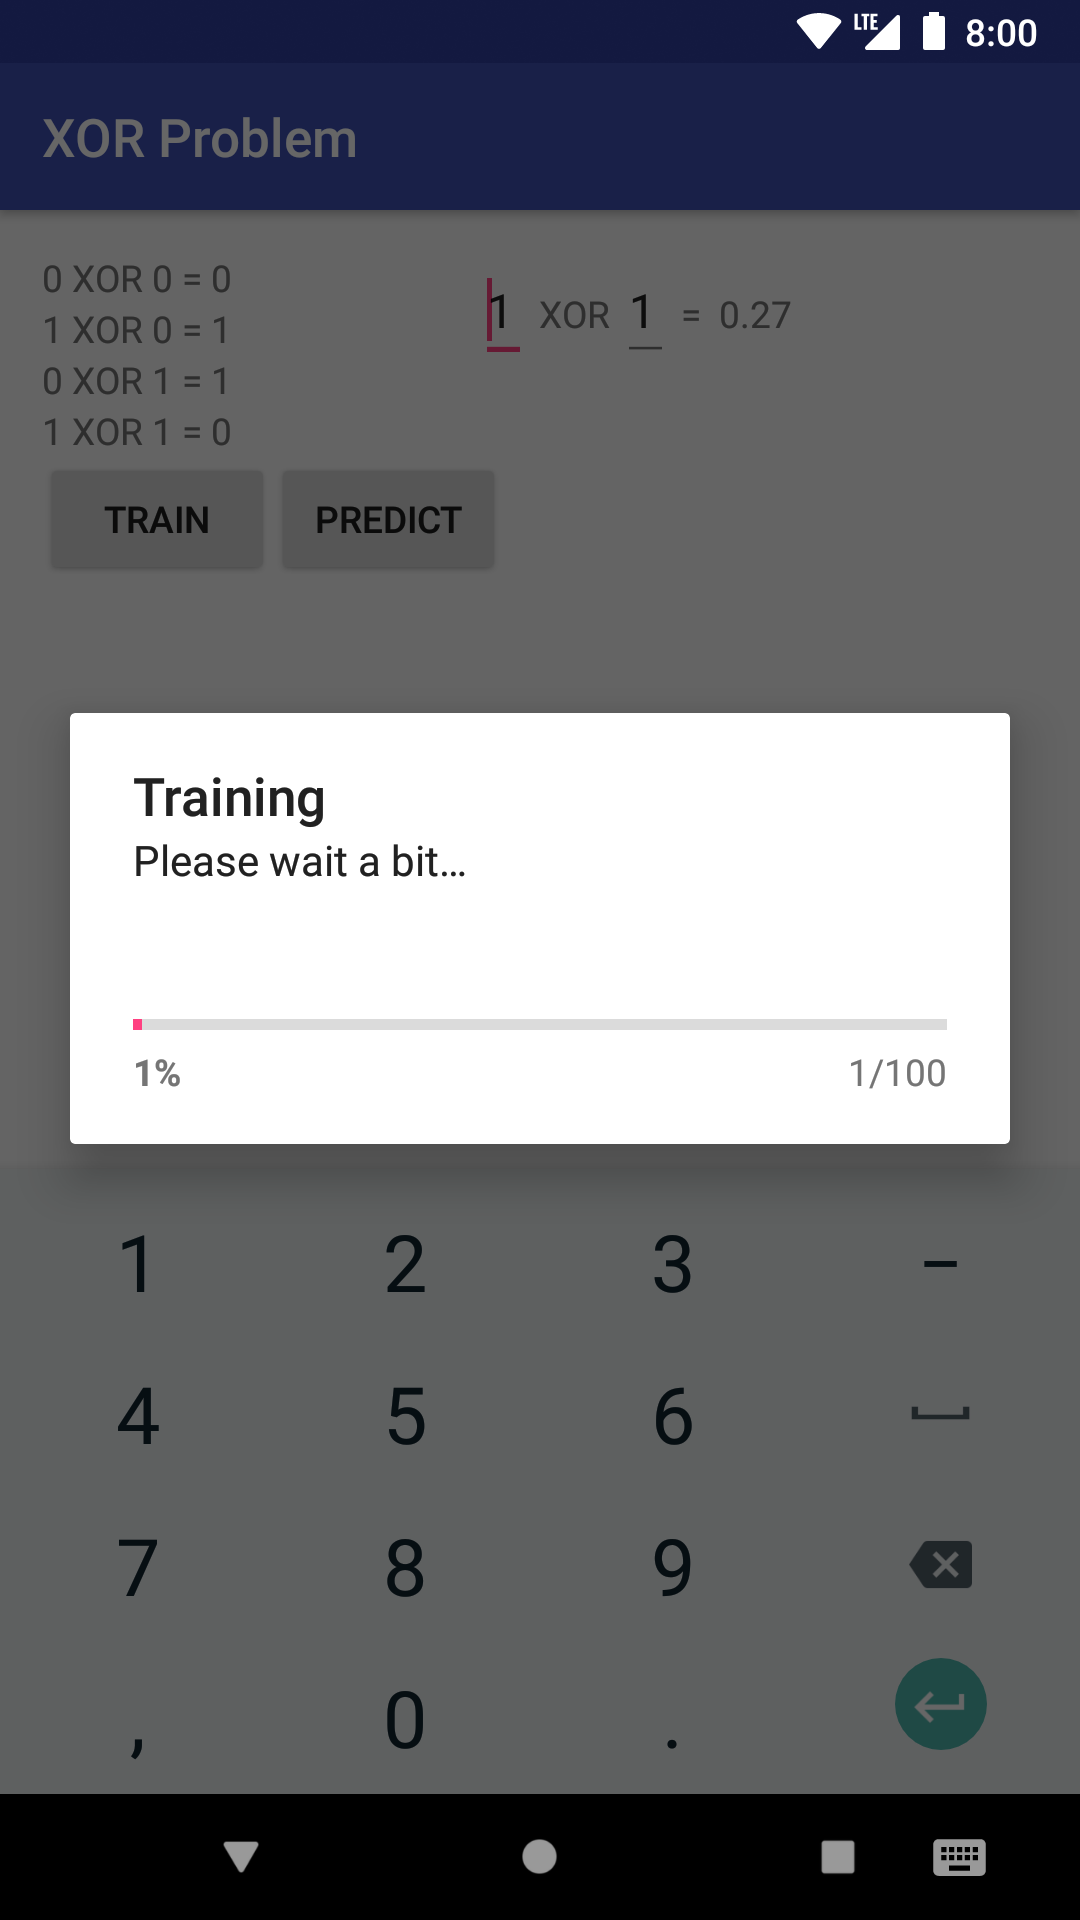 LTE 8:00
XOR Problem
0 XOR 0 = 0
1 XOR 0 = 1
0 XOR 1 = 1
1 XOR 1 = 0
1 XOR 1 = 0.27
TRAIN PREDICT
Training
Please wait a bit…
1% 1/100
1 2 3 –
4 5 6
7 8 9
, 0 .